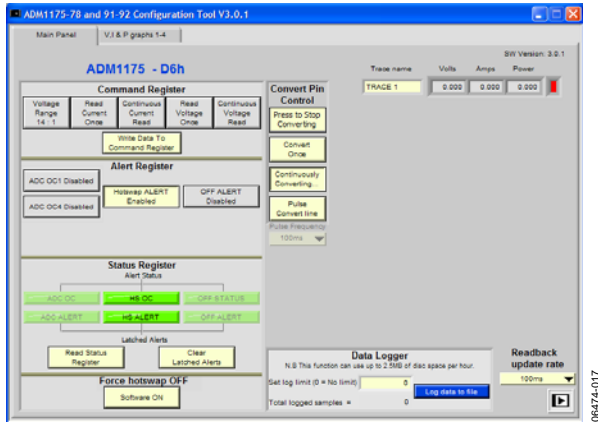 ADM1175-78 and 91-92 Configuration Tool V3.0.1
Main Panel
V,I & P graphs 1-4
SW Version: 3.0.1
ADM1175 - D6h
Command Register
Voltage Range 14 : 1
Read Current Once
Continuous Current Read
Read Voltage Once
Continuous Voltage Read
Write Data To Command Register
Alert Register
ADC OC1 Disabled
ADC OC4 Disabled
Hotswap ALERT Enabled
OFF ALERT Disabled
Status Register
Alert Status
ADC OC
HS OC
OFF STATUS
ADC ALERT
HS ALERT
OFF ALERT
Latched Alerts
Read Status Register
Clear Latched Alerts
Force hotswap OFF
Software ON
Convert Pin Control
Press to Stop Converting
Convert Once
Continuously Converting...
Pulse Convert line
Pulse Frequency
100ms
Trace name
Volts
Amps
Power
TRACE 1
0.000
0.000
0.000
Data Logger
N.B This function can use up to 2.5MB of disc space per hour.
Set log limit (0 = No limit)
0
Log data to file
Total logged samples =
0
Readback update rate
100ms
06474-017